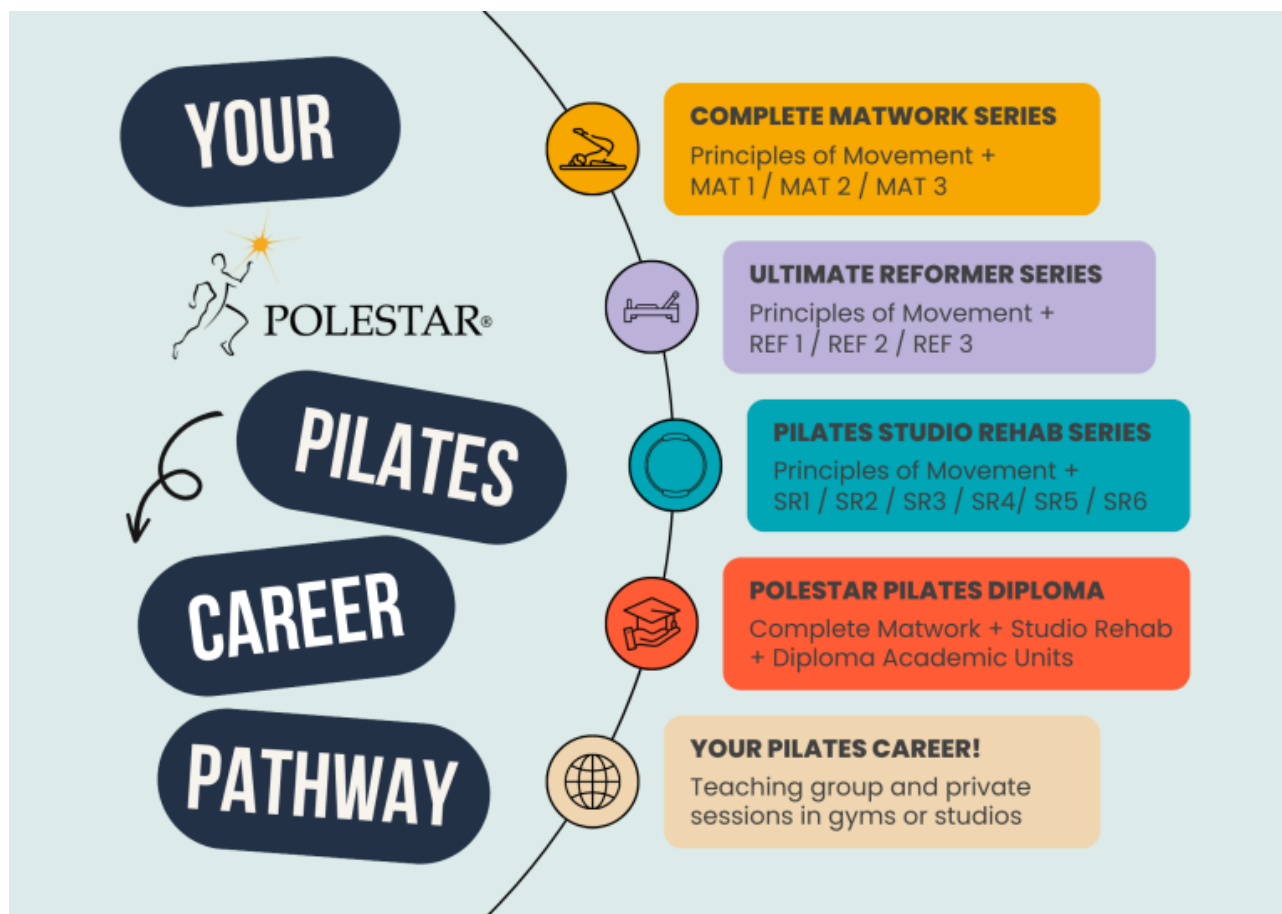 YOUR
POLESTAR®
PILATES
CAREER
PATHWAY
COMPLETE MATWORK SERIES
Principles of Movement +
MAT 1 / MAT 2 / MAT 3
ULTIMATE REFORMER SERIES
Principles of Movement +
REF 1 / REF 2 / REF 3
PILATES STUDIO REHAB SERIES
Principles of Movement +
SR1 / SR2 / SR3 / SR4/ SR5 / SR6
POLESTAR PILATES DIPLOMA
Complete Matwork + Studio Rehab
+ Diploma Academic Units
YOUR PILATES CAREER!
Teaching group and private
sessions in gyms or studios